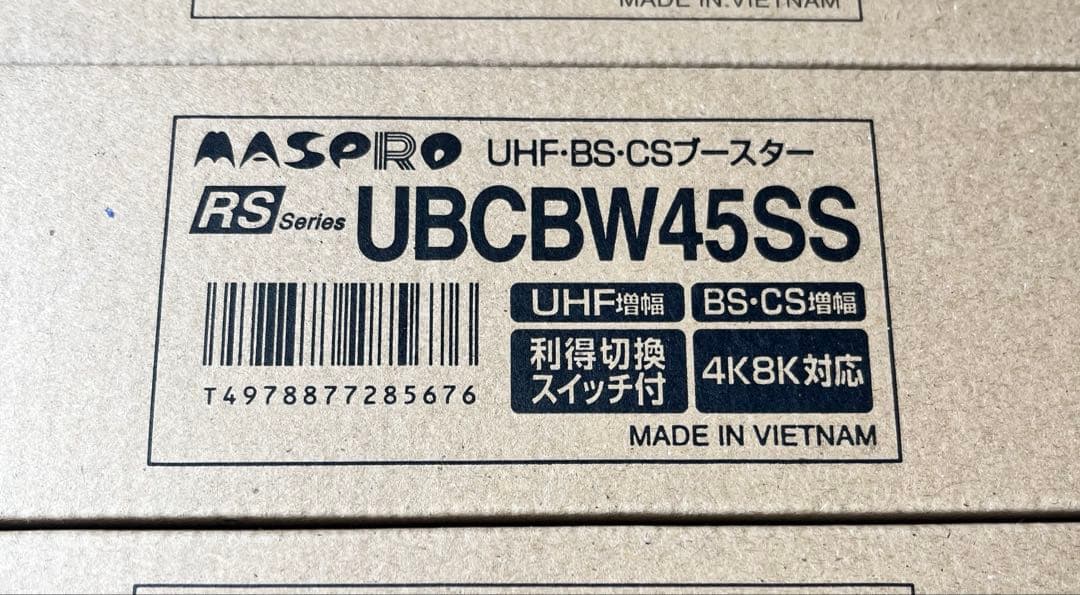 MADE IN VIETNAM
MASPRO UHF・BS・CSブースター
RS Series UBCBW45SS
UHF増幅 BS・CS増幅
利得切換
スイッチ付
4K8K対応
T4978877285676
MADE IN VIETNAM